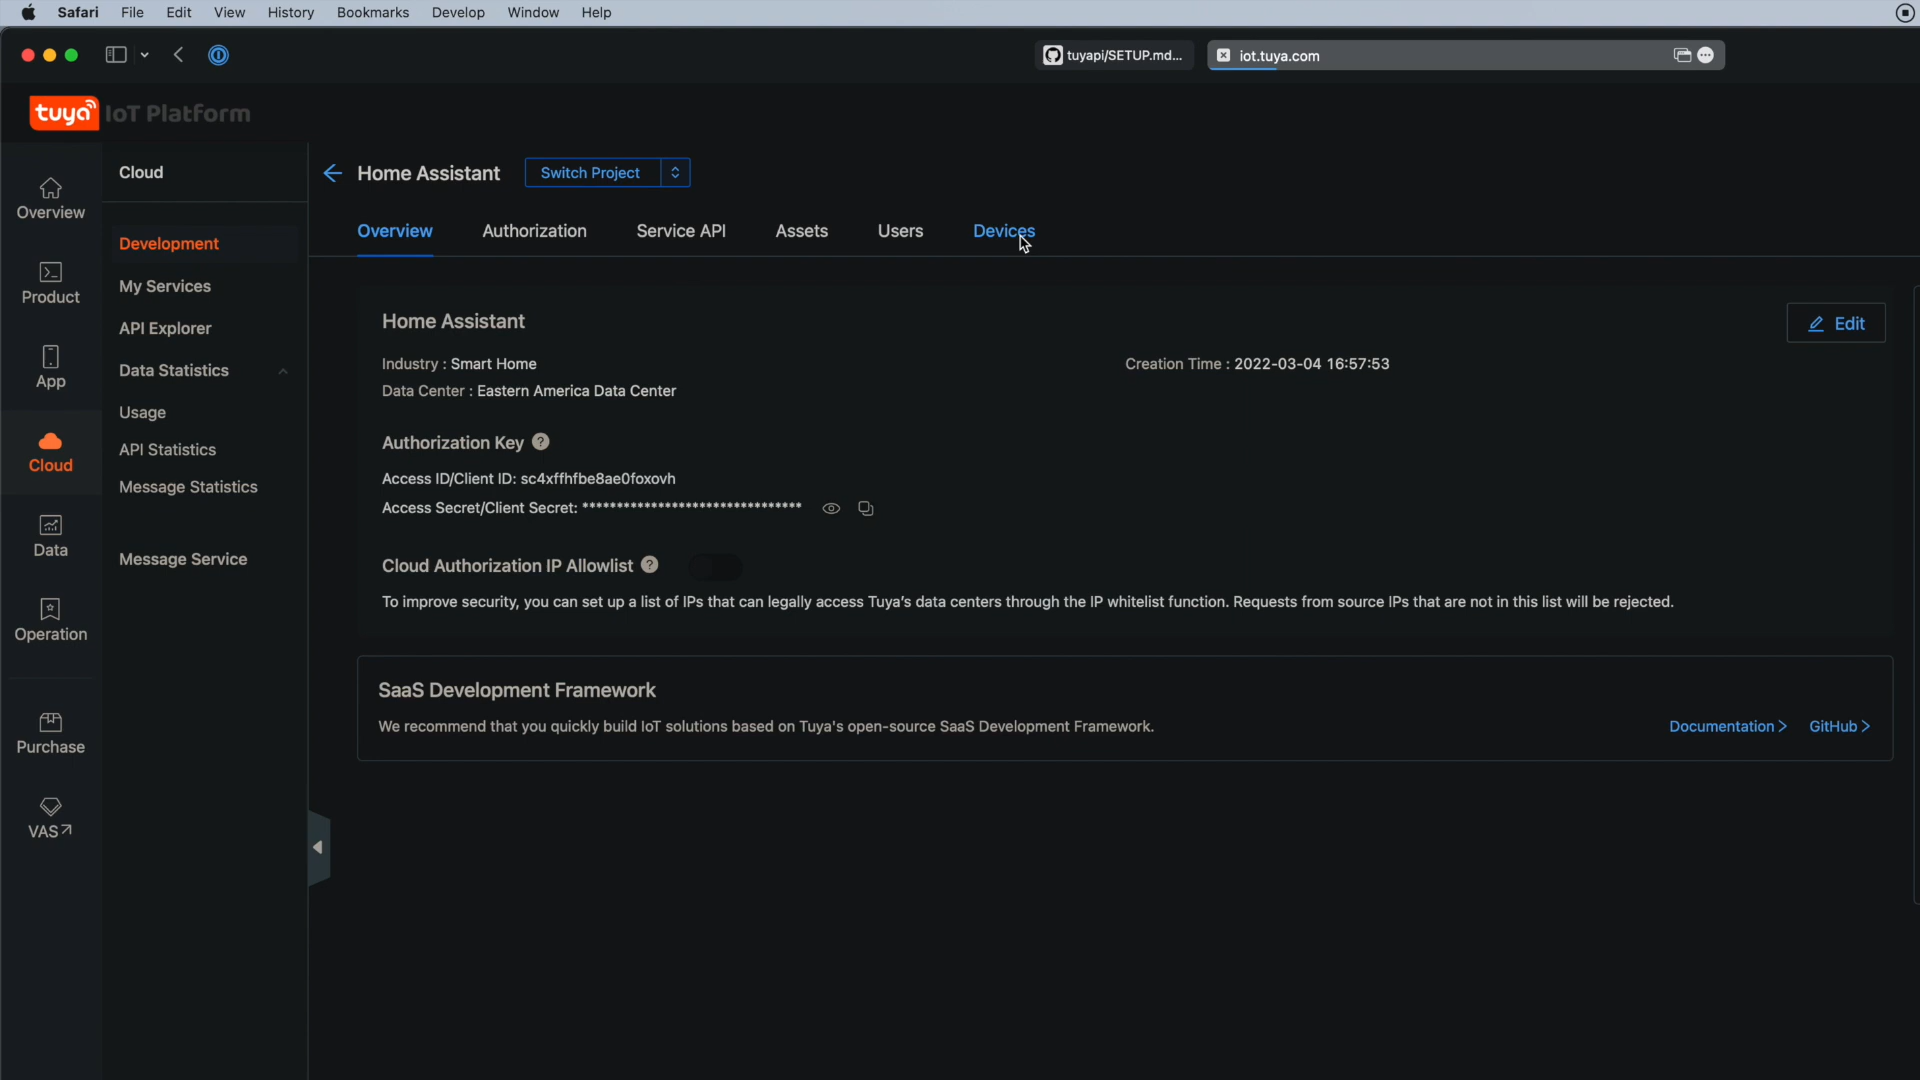 Safari File Edit View History Bookmarks Develop Window Help
tuyapi/SETUP.md... iot.tuya.com
tuya IoT Platform
Cloud
Home Assistant Switch Project
Overview
Product
App
Cloud
Data
Operation
Purchase
VAS
Development
My Services
API Explorer
Data Statistics
Usage
API Statistics
Message Statistics
Message Service
Overview Authorization Service API Assets Users Devices
Home Assistant
Edit
Industry : Smart Home
Creation Time : 2022-03-04 16:57:53
Data Center : Eastern America Data Center
Authorization Key ?
Access ID/Client ID: sc4xffhfbe8ae0foxovh
Access Secret/Client Secret: ********************************
Cloud Authorization IP Allowlist ?
To improve security, you can set up a list of IPs that can legally access Tuya's data centers through the IP whitelist function. Requests from source IPs that are not in this list will be rejected.
SaaS Development Framework
We recommend that you quickly build IoT solutions based on Tuya's open-source SaaS Development Framework.
Documentation > GitHub >